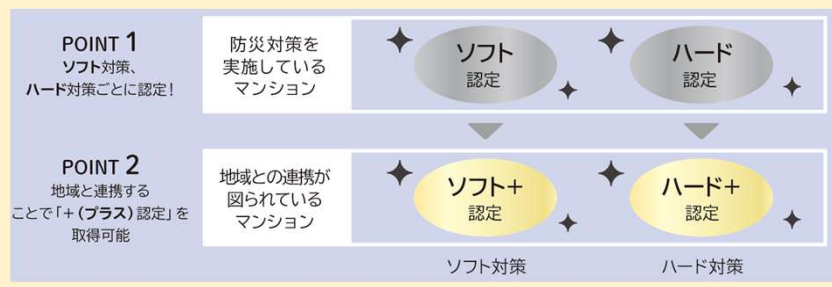 POINT 1
ソフト対策、
ハード対策ごとに認定！
防災対策を
実施している
マンション
ソフト
認定
ハード
認定
POINT 2
地域と連携する
ことで「＋（プラス）認定」を
取得可能
地域との連携が
図られている
マンション
ソフト＋
認定
ハード＋
認定
ソフト対策
ハード対策